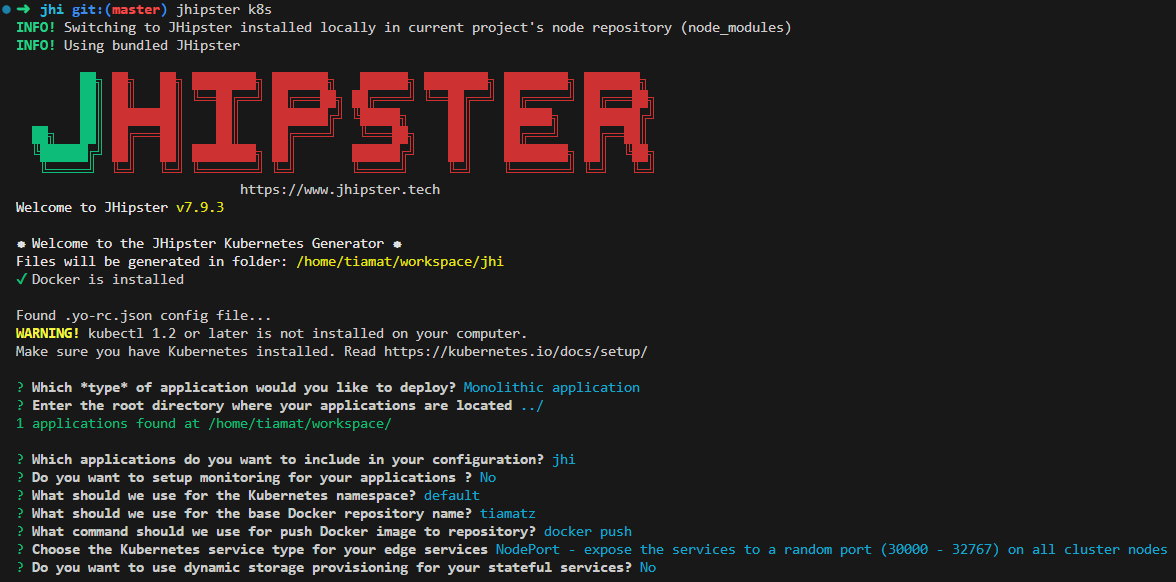 ➜ jhi git:(master) jhipster k8s
INFO! Switching to JHipster installed locally in current project's node repository (node_modules)
INFO! Using bundled JHipster
JHIPSTER
https://www.jhipster.tech
Welcome to JHipster v7.9.3
⎈ Welcome to the JHipster Kubernetes Generator ⎈
Files will be generated in folder: /home/tiamat/workspace/jhi
✓ Docker is installed
Found .yo-rc.json config file...
WARNING! kubectl 1.2 or later is not installed on your computer.
Make sure you have Kubernetes installed. Read https://kubernetes.io/docs/setup/
? Which *type* of application would you like to deploy? Monolithic application
? Enter the root directory where your applications are located ../
1 applications found at /home/tiamat/workspace/
? Which applications do you want to include in your configuration? jhi
? Do you want to setup monitoring for your applications ? No
? What should we use for the Kubernetes namespace? default
? What should we use for the base Docker repository name? tiamatz
? What command should we use for push Docker image to repository? docker push
? Choose the Kubernetes service type for your edge services NodePort - expose the services to a random port (30000 - 32767) on all cluster nodes
? Do you want to use dynamic storage provisioning for your stateful services? No